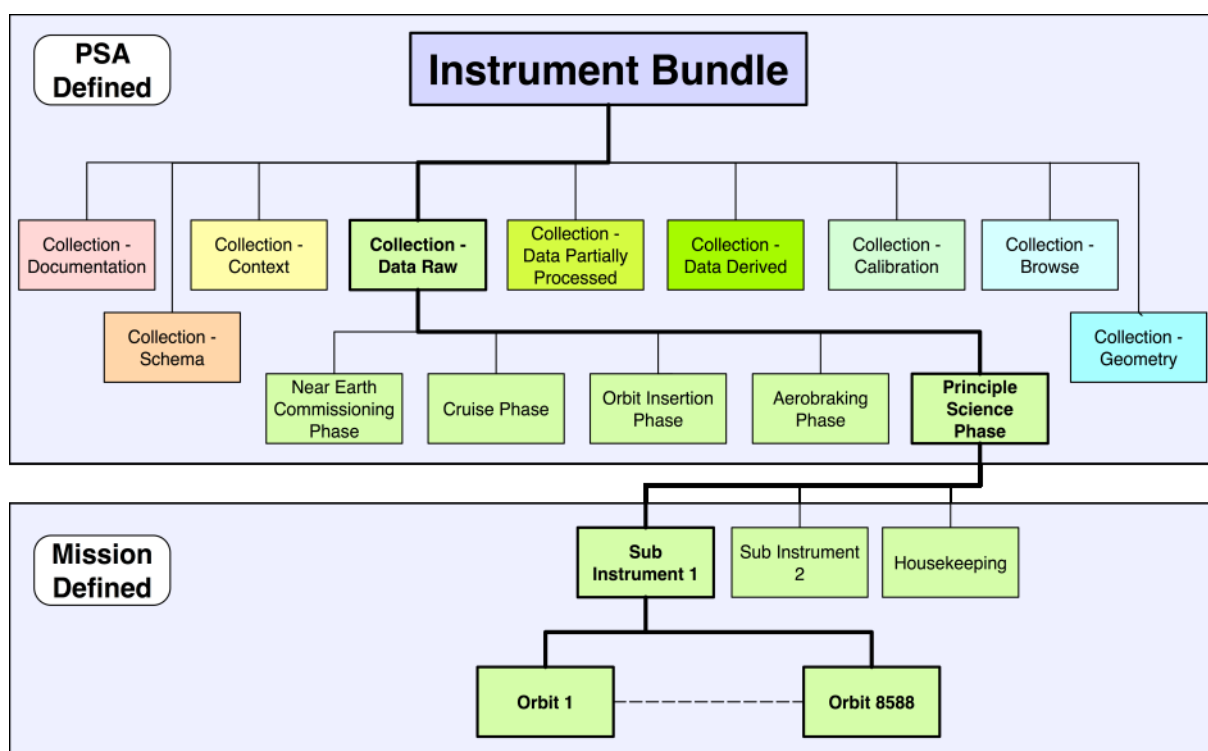 PSA
Defined
Instrument Bundle
Collection -
Documentation
Collection -
Context
Collection -
Data Raw
Collection -
Data Partially
Processed
Collection -
Data Derived
Collection -
Calibration
Collection -
Browse
Collection -
Schema
Collection -
Geometry
Near Earth
Commissioning
Phase
Cruise Phase
Orbit Insertion
Phase
Aerobraking
Phase
Principle
Science
Phase
Mission
Defined
Sub
Instrument 1
Sub Instrument
2
Housekeeping
Orbit 1
Orbit 8588